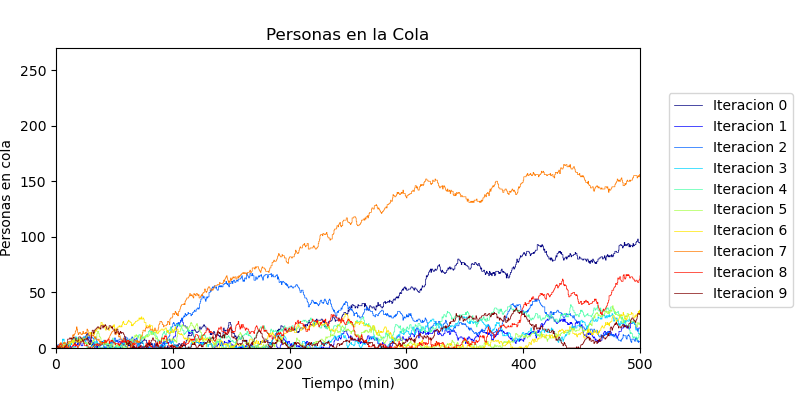 Personas en la Cola
250
200
150
100
50
0
Personas en cola
0 100 200 300 400 500
Tiempo (min)
Iteracion 0
Iteracion 1
Iteracion 2
Iteracion 3
Iteracion 4
Iteracion 5
Iteracion 6
Iteracion 7
Iteracion 8
Iteracion 9